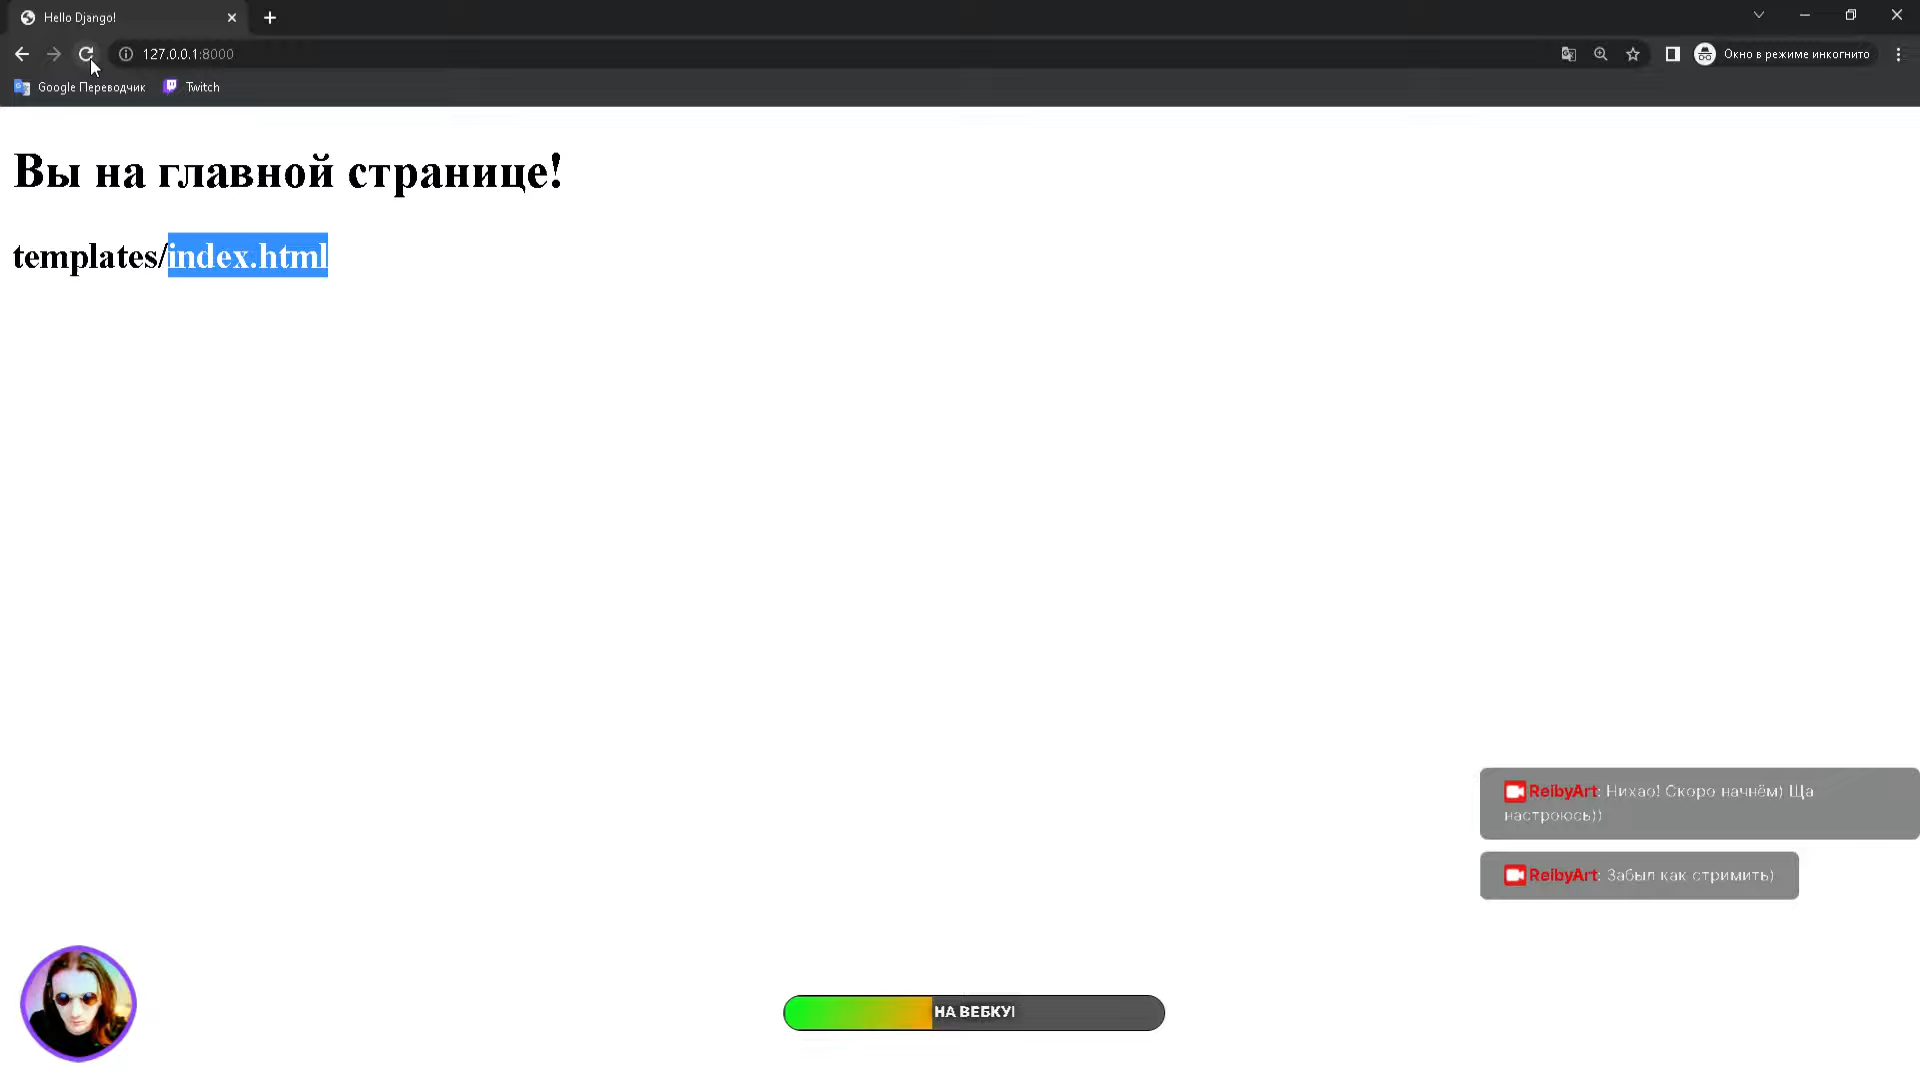 Hello Django!
127.0.0.1:8000
Окно в режиме инкогнито
Google Переводчик
Twitch
Вы на главной странице!
templates/index.html
ReibyArt: Нихао! Скоро начнём) Ща
настроюсь))
ReibyArt: Забыл как стримить)
НА ВЕБКУ!